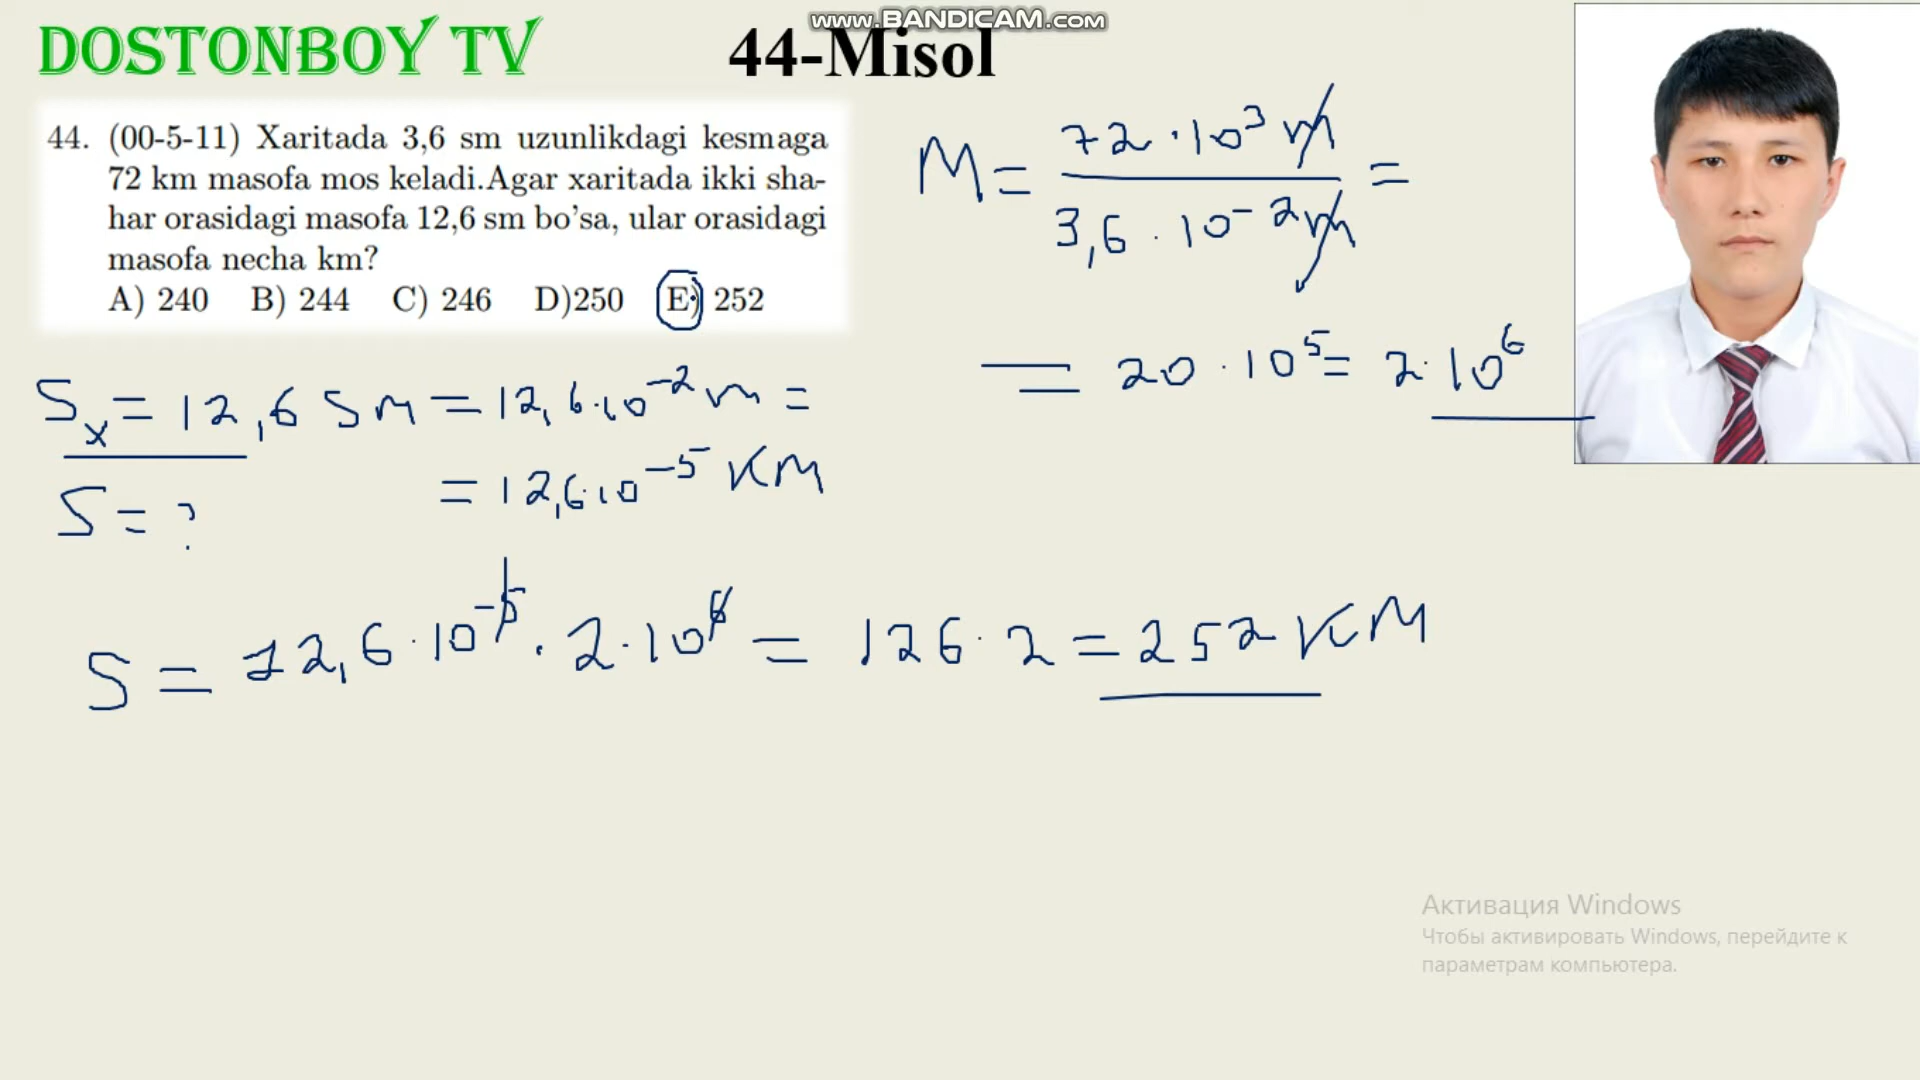 www.BANDICAM.com
DOSTONBOY TV
44-Misol
44. (00-5-11) Xaritada 3,6 sm uzunlikdagi kesmaga
72 km masofa mos keladi.Agar xaritada ikki sha-
har orasidagi masofa 12,6 sm bo'sa, ular orasidagi
masofa necha km?
A) 240 B) 244 C) 246 D)250 E) 252
M = 72 · 10³ m / 3,6 · 10⁻² m =
= 20 · 10⁵ = 2 · 10⁶
Sₓ = 12,6 sm = 12,6 · 10⁻² m =
= 12,6 · 10⁻⁵ KM
S = ?
S = 12,6 · 10⁻⁵ · 2 · 10⁶ = 126 · 2 = 252 KM
Активация Windows
Чтобы активировать Windows, перейдите к
параметрам компьютера.